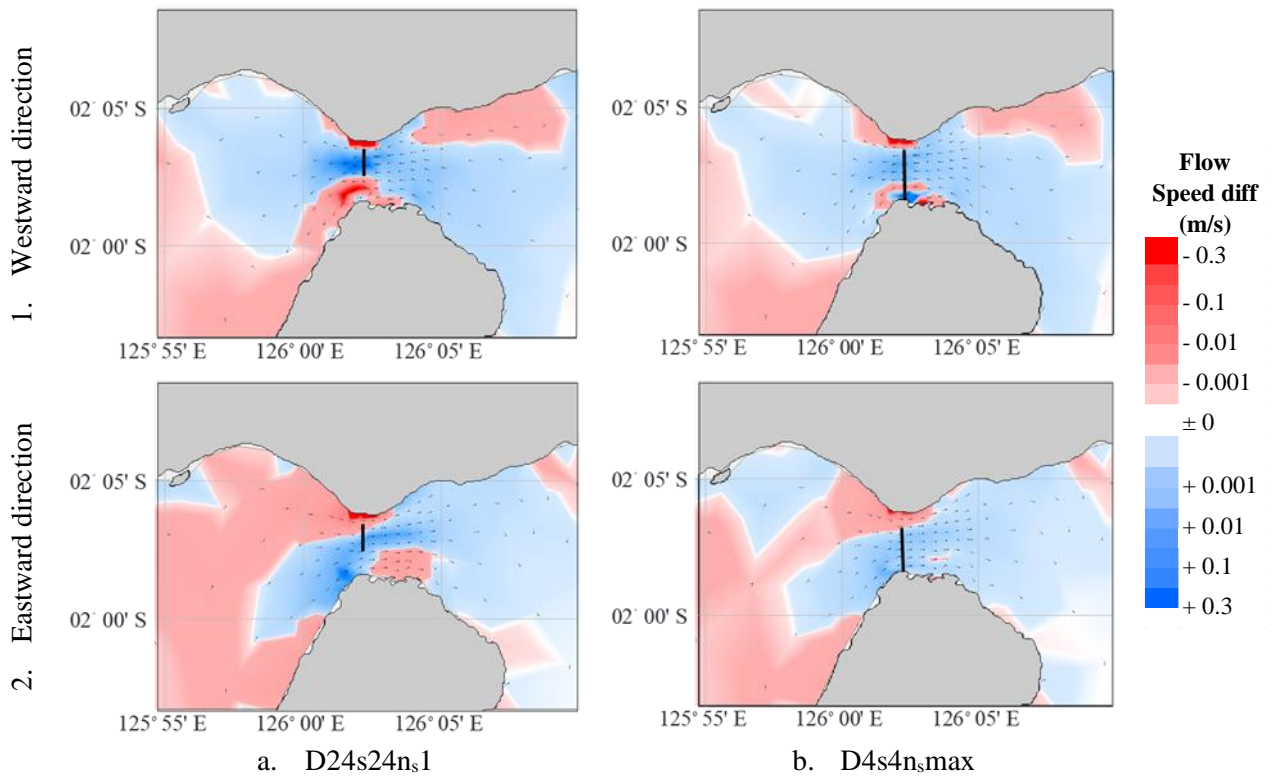 1. Westward direction
02° 05' S
02° 00' S
125° 55' E 126° 00' E 126° 05' E
02° 05' S
02° 00' S
125° 55' E 126° 00' E 126° 05' E
Flow
Speed diff
(m/s)
- 0.3
- 0.1
- 0.01
- 0.001
± 0
+ 0.001
+ 0.01
+ 0.1
+ 0.3
2. Eastward direction
02° 05' S
02° 00' S
125° 55' E 126° 00' E 126° 05' E
02° 05' S
02° 00' S
125° 55' E 126° 00' E 126° 05' E
a. D24s24nₛ1
b. D4s4nₛmax